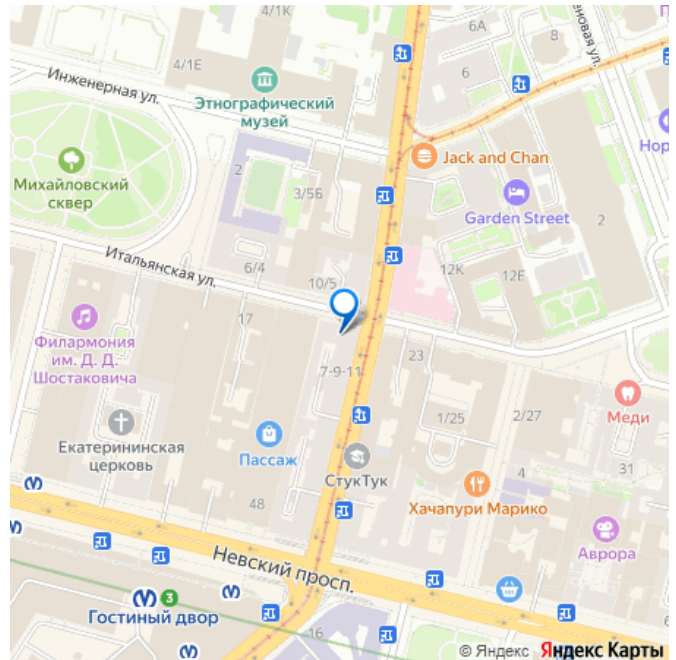 4/1К
6А
8
6
4/1Е
Инженерная ул.
Этнографический
музей
еновая ул.
Нор
Jack and Chan
Михайловский
сквер
2
3/5Б
Garden Street
2
Итальянская ул.
6/4
10/5
12К
12Е
17
Филармония
им. Д. Д.
Шостаковича
7-9-11
23
1/25
2/27
Меди
Екатерининская
церковь
Пассаж
СтукТук
31
4
48
Хачапури Марико
Аврора
Невский просп.
3
Гостиный двор
16
© Яндекс Яндекс Карты